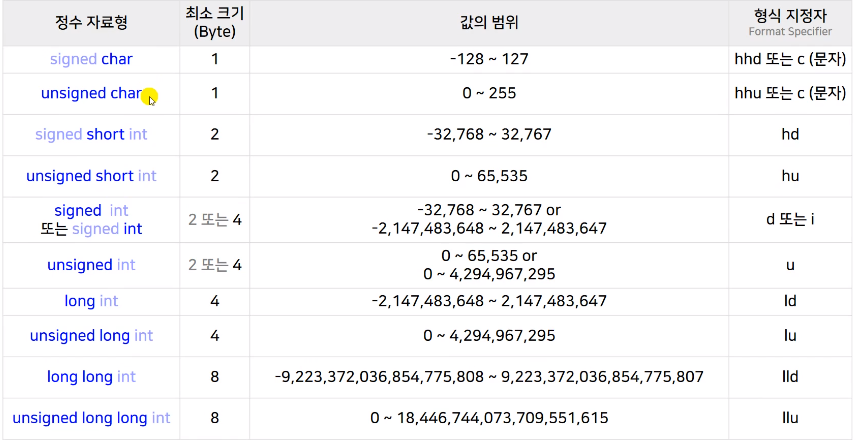 정수 자료형 최소 크기 (Byte) 값의 범위 형식 지정자 Format Specifier
signed char 1 -128 ~ 127 hhd 또는 c (문자)
unsigned char 1 0 ~ 255 hhu 또는 c (문자)
signed short int 2 -32,768 ~ 32,767 hd
unsigned short int 2 0 ~ 65,535 hu
signed int 또는 signed int 2 또는 4 -32,768 ~ 32,767 or -2,147,483,648 ~ 2,147,483,647 d 또는 i
unsigned int 2 또는 4 0 ~ 65,535 or 0 ~ 4,294,967,295 u
long int 4 -2,147,483,648 ~ 2,147,483,647 ld
unsigned long int 4 0 ~ 4,294,967,295 lu
long long int 8 -9,223,372,036,854,775,808 ~ 9,223,372,036,854,775,807 lld
unsigned long long int 8 0 ~ 18,446,744,073,709,551,615 llu